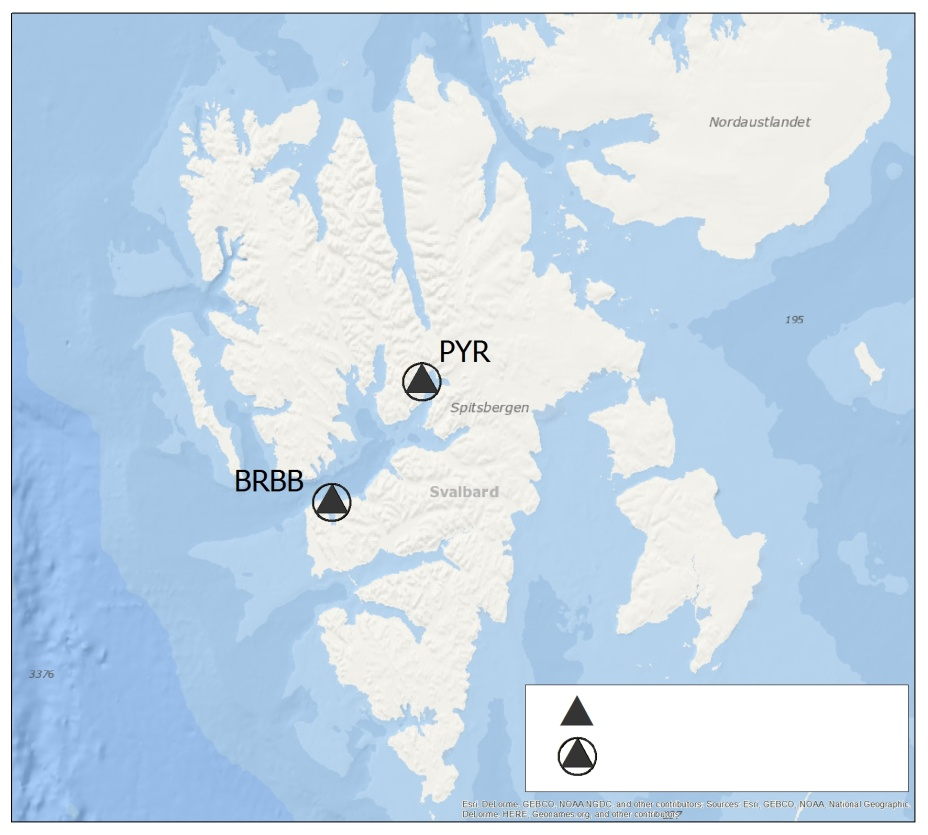 Nordaustlandet
195
PYR
Spitsbergen
BRBB
Svalbard
3376
Esri, DeLorme, GEBCO, NOAA NGDC, and other contributors, Sources: Esri, GEBCO, NOAA, National Geographic,
DeLorme, HERE, Geonames.org, and other contributors